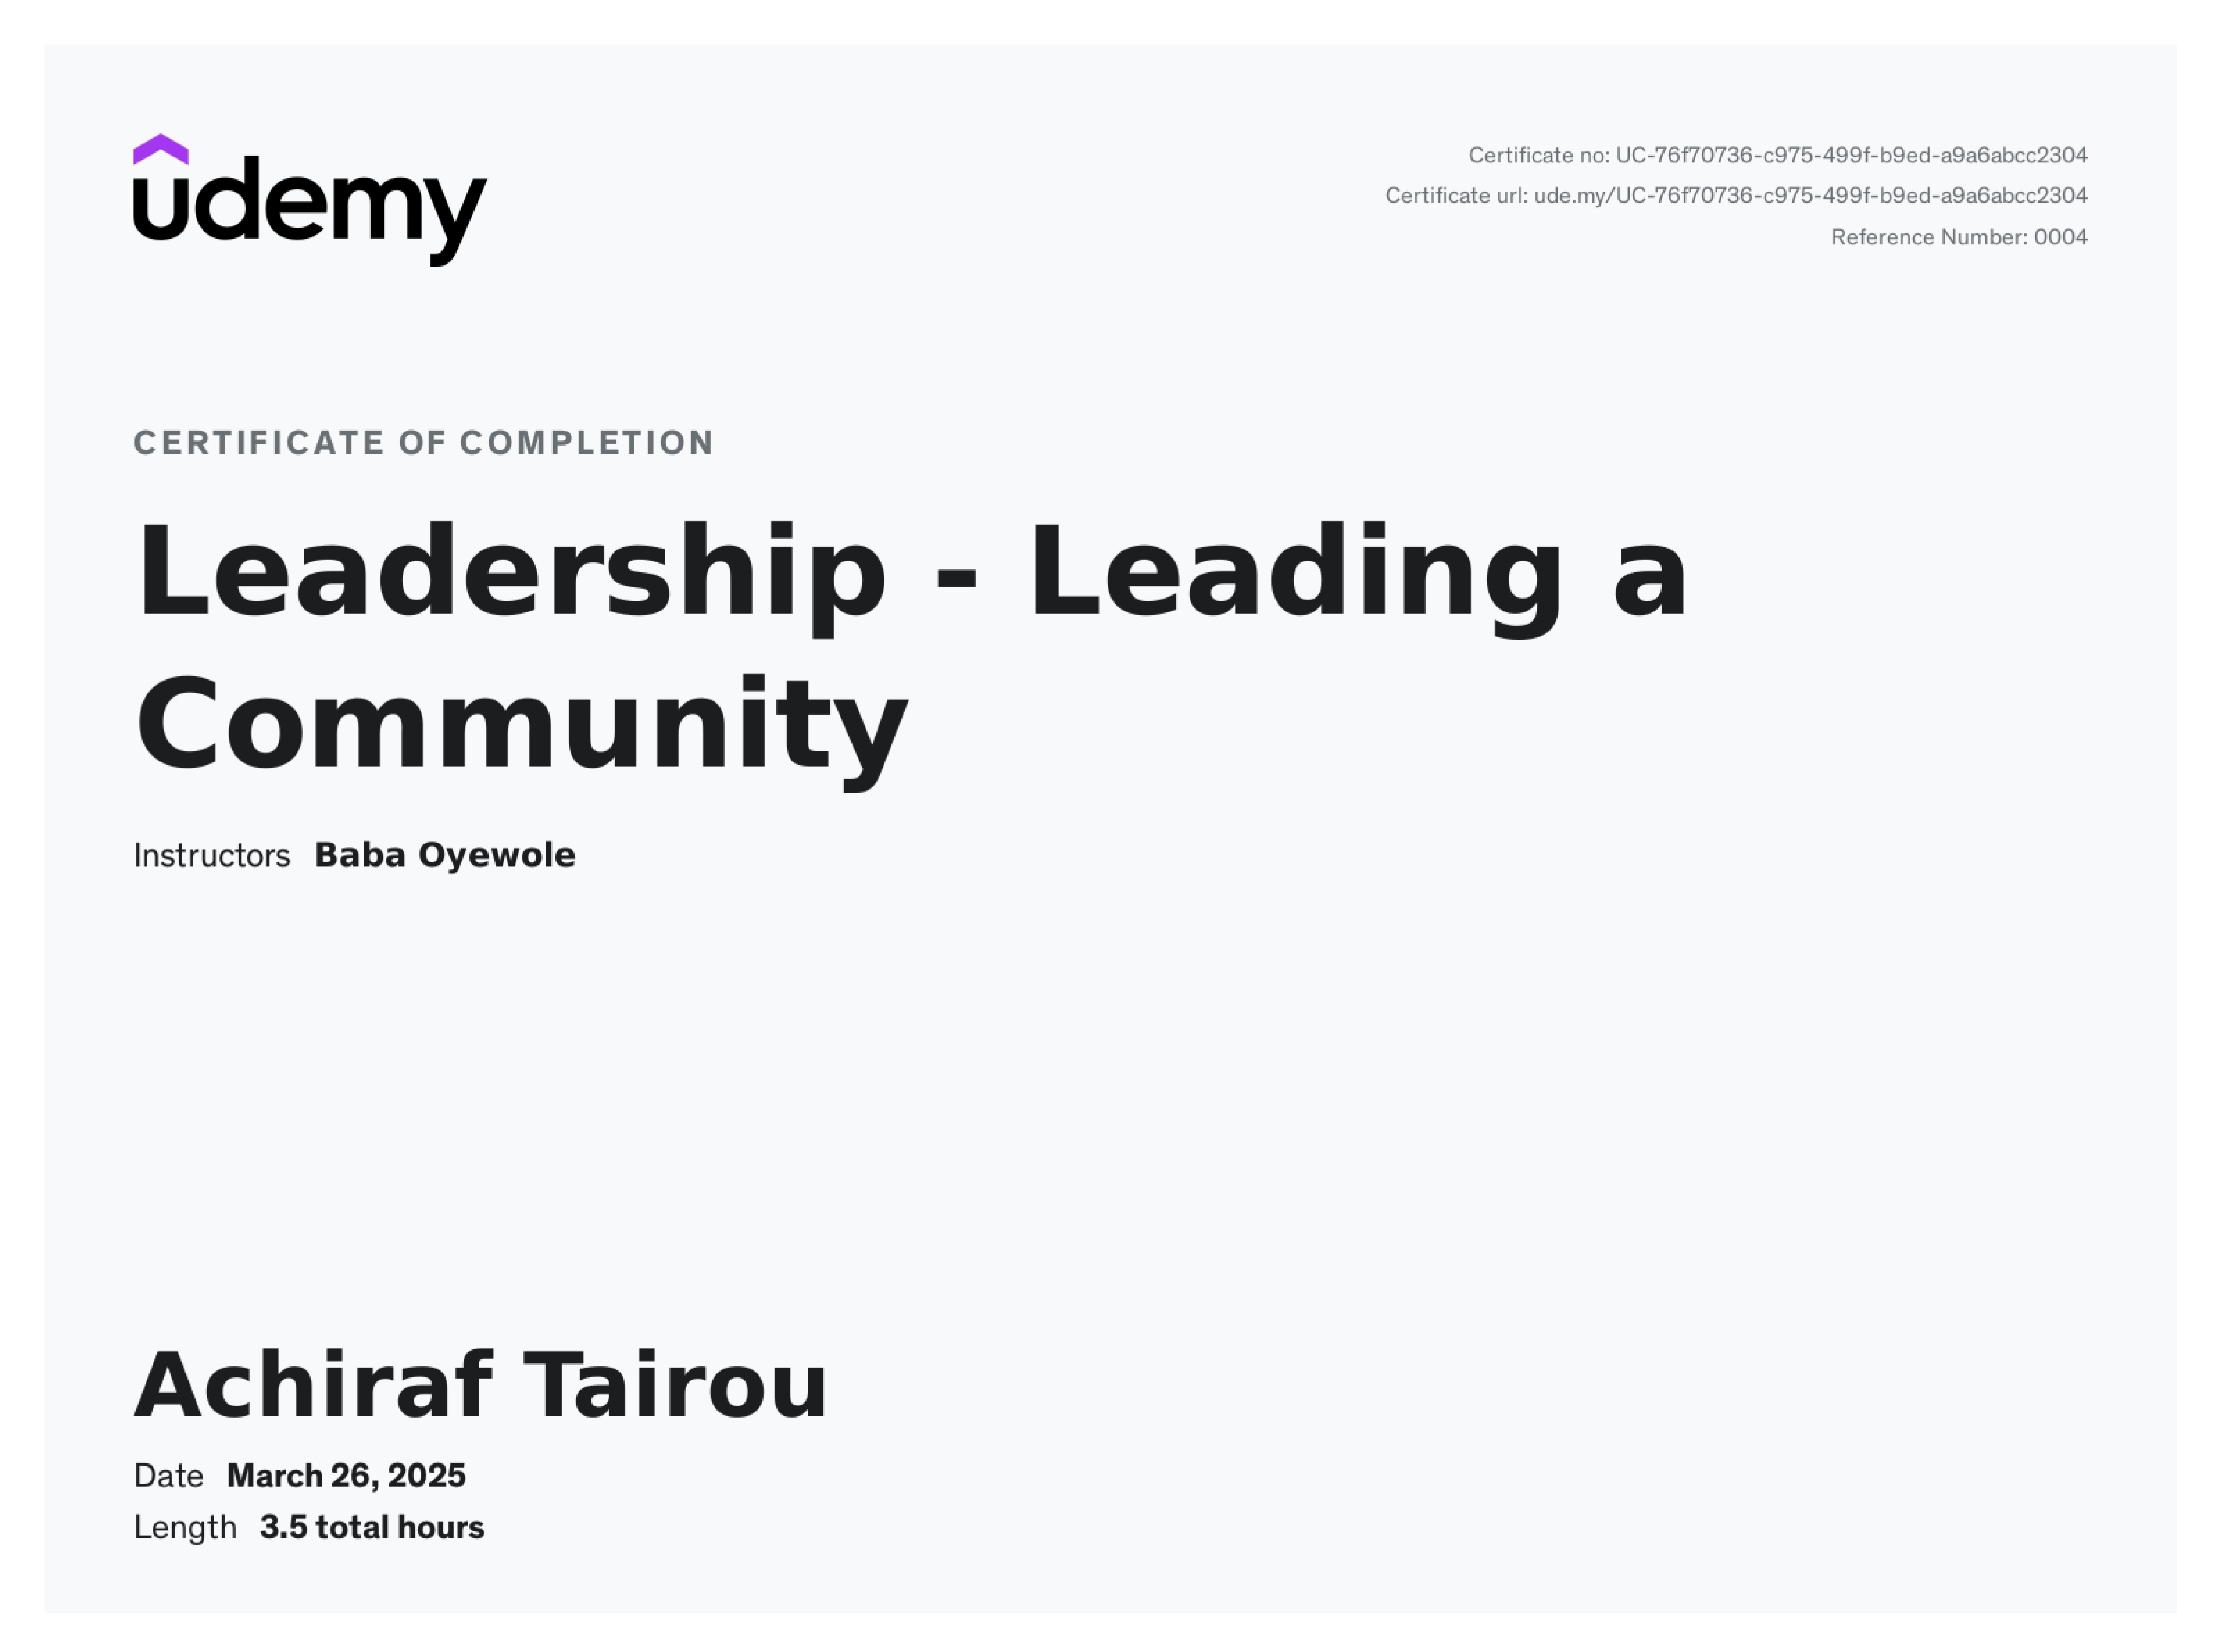 udemy
Certificate no: UC-76f70736-c975-499f-b9ed-a9a6abcc2304
Certificate url: ude.my/UC-76f70736-c975-499f-b9ed-a9a6abcc2304
Reference Number: 0004
CERTIFICATE OF COMPLETION
Leadership - Leading a
Community
Instructors Baba Oyewole
Achiraf Tairou
Date March 26, 2025
Length 3.5 total hours